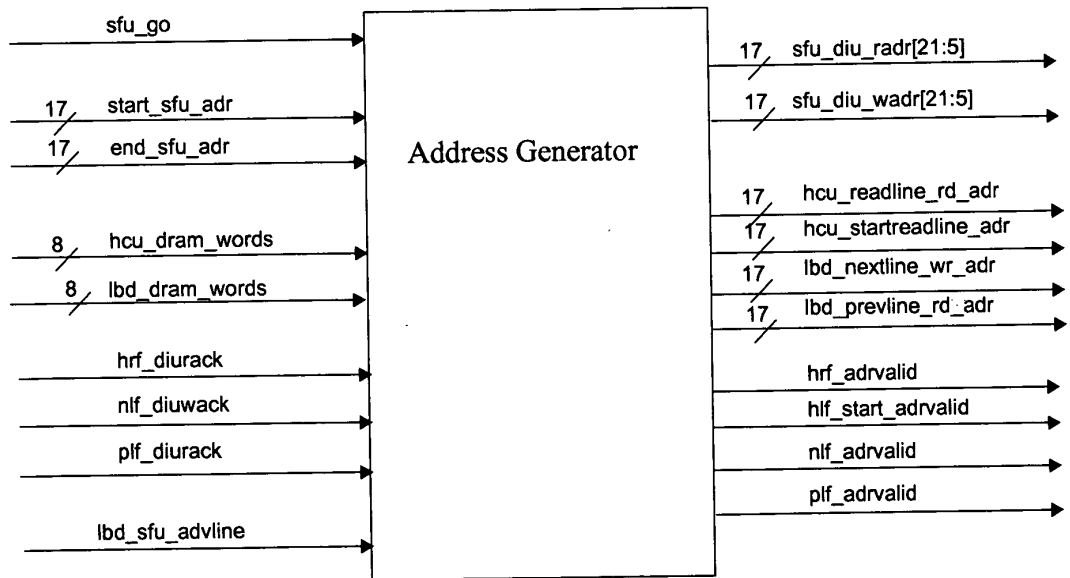 sfu_go
17 start_sfu_adr
17 end_sfu_adr
8 hcu_dram_words
8 lbd_dram_words
hrf_diurack
nlf_diuwack
plf_diurack
lbd_sfu_advline
Address Generator
17 sfu_diu_radr[21:5]
17 sfu_diu_wadr[21:5]
17 hcu_readline_rd_adr
17 hcu_startreadline_adr
17 lbd_nextline_wr_adr
17 lbd_prevline_rd_adr
hrf_adrvalid
hlf_start_adrvalid
nlf_adrvalid
plf_adrvalid